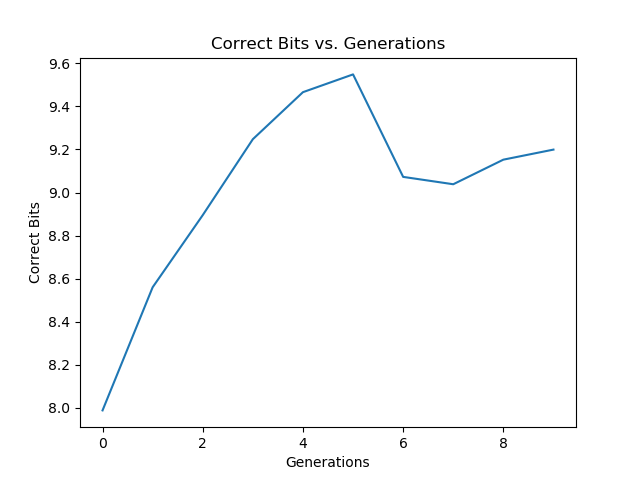 Correct Bits vs. Generations
9.6
9.4
9.2
9.0
8.8
8.6
8.4
8.2
8.0
Correct Bits
0 2 4 6 8
Generations